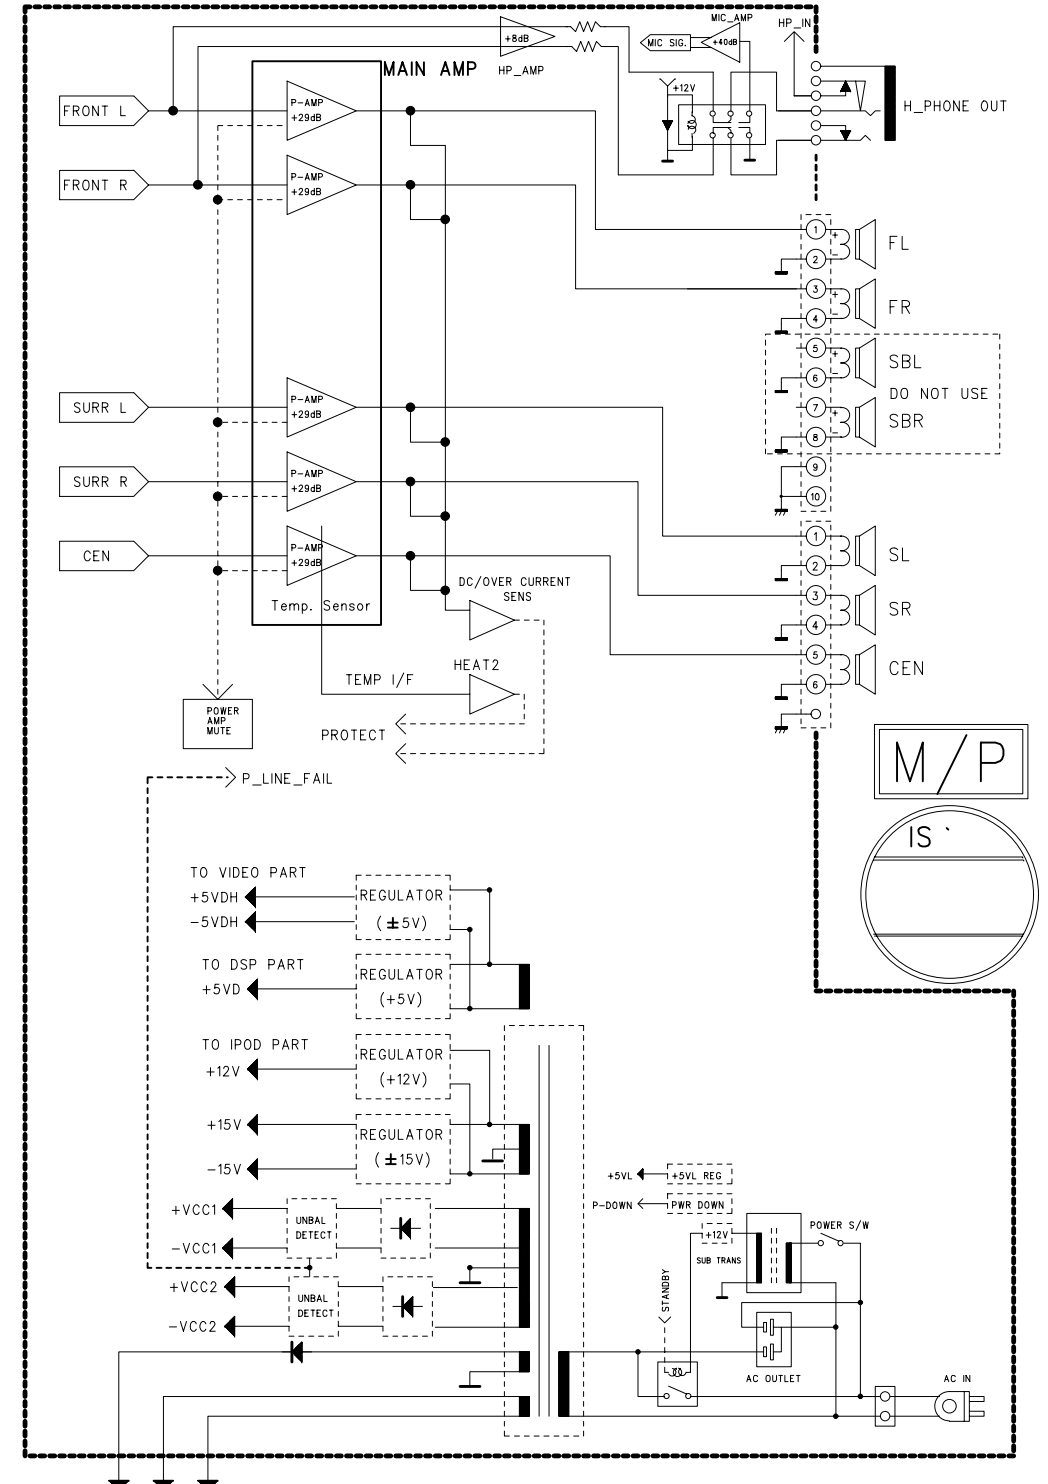 HP_IN
MIC_AMP
+8dB
MIC SIG.
+40dB
MAIN AMP
HP_AMP
+12V
FRONT L
P-AMP
+29dB
H_PHONE OUT
FRONT R
P-AMP
+29dB
1
+
-
2
FL
3
+
-
4
FR
5
+
-
6
SBL
DO NOT USE
7
+
-
8
SBR
9
10
SURR L
P-AMP
+29dB
SURR R
P-AMP
+29dB
CEN
P-AMP
+29dB
1
2
SL
3
4
SR
5
6
CEN
Temp. Sensor
DC/OVER CURRENT
SENS
HEAT2
TEMP I/F
POWER
AMP
MUTE
PROTECT
P_LINE_FAIL
M/P
IS `
TO VIDEO PART
+5VDH
-5VDH
REGULATOR
(±5V)
TO DSP PART
+5VD
REGULATOR
(+5V)
TO IPOD PART
+12V
REGULATOR
(+12V)
+15V
-15V
REGULATOR
(±15V)
+VCC1
-VCC1
UNBAL
DETECT
+VCC2
-VCC2
UNBAL
DETECT
+5VL
+5VL REG
P-DOWN
PWR DOWN
+12V
SUB TRANS
POWER S/W
STANDBY
AC OUTLET
AC IN